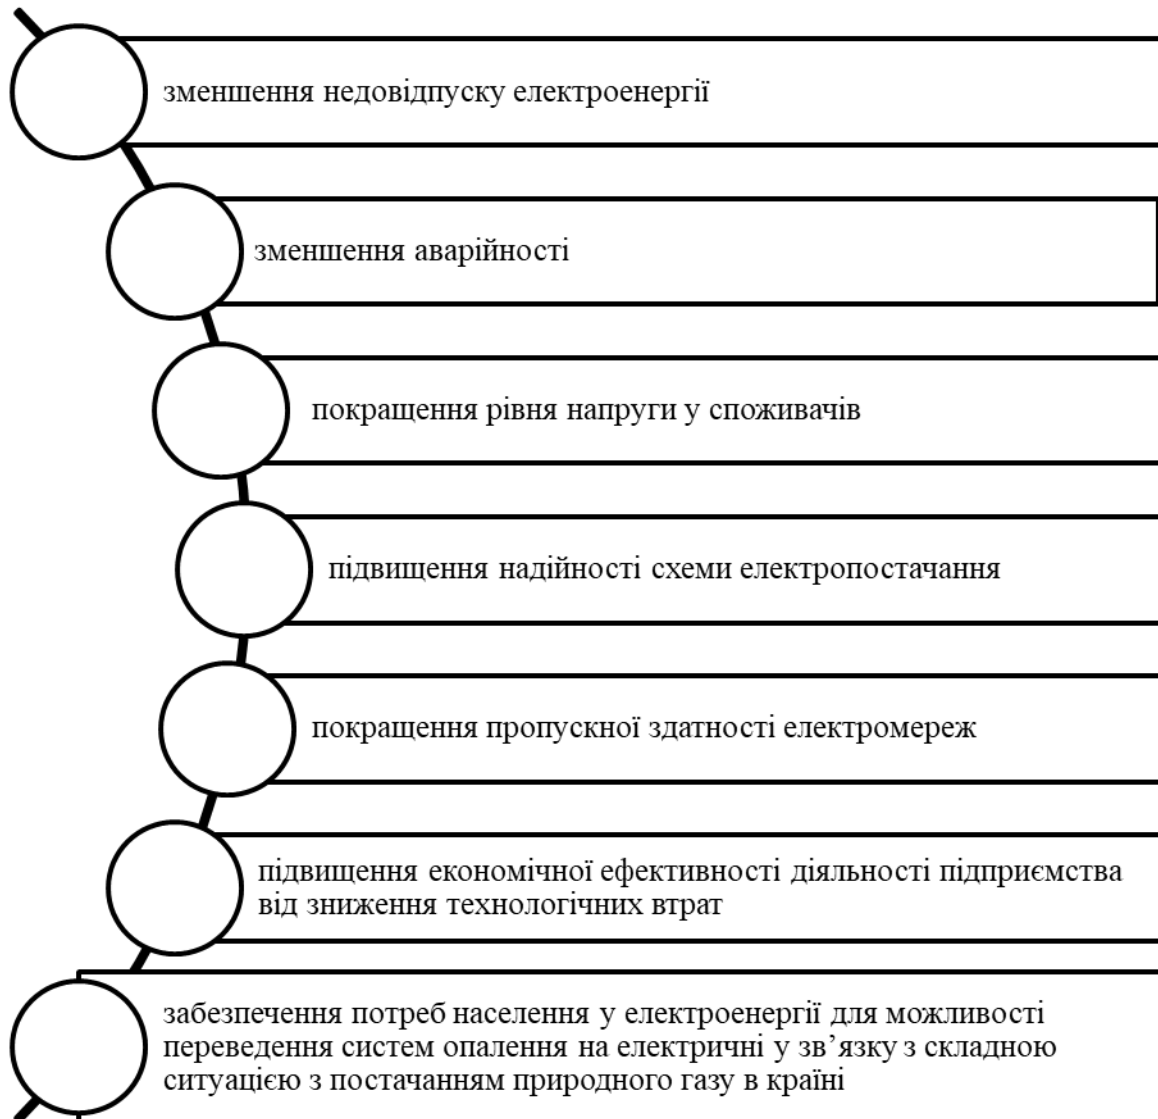 зменшення недовідпуску електроенергії
зменшення аварійності
покращення рівня напруги у споживачів
підвищення надійності схеми електропостачання
покращення пропускної здатності електромереж
підвищення економічної ефективності діяльності підприємства
від зниження технологічних втрат
забезпечення потреб населення у електроенергії для можливості
переведення систем опалення на електричні у зв’язку з складною
ситуацією з постачанням природного газу в країні